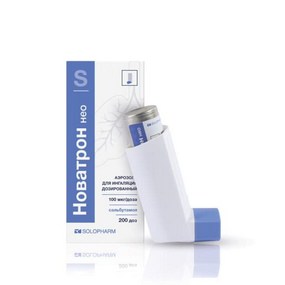 S
Новатрон нео
АЭРОЗОЛЬ
ДЛЯ ИНГАЛЯЦИЙ
ДОЗИРОВАННЫЙ
100 мкг/доза
сальбутамол
200 доз
SOLOPHARM